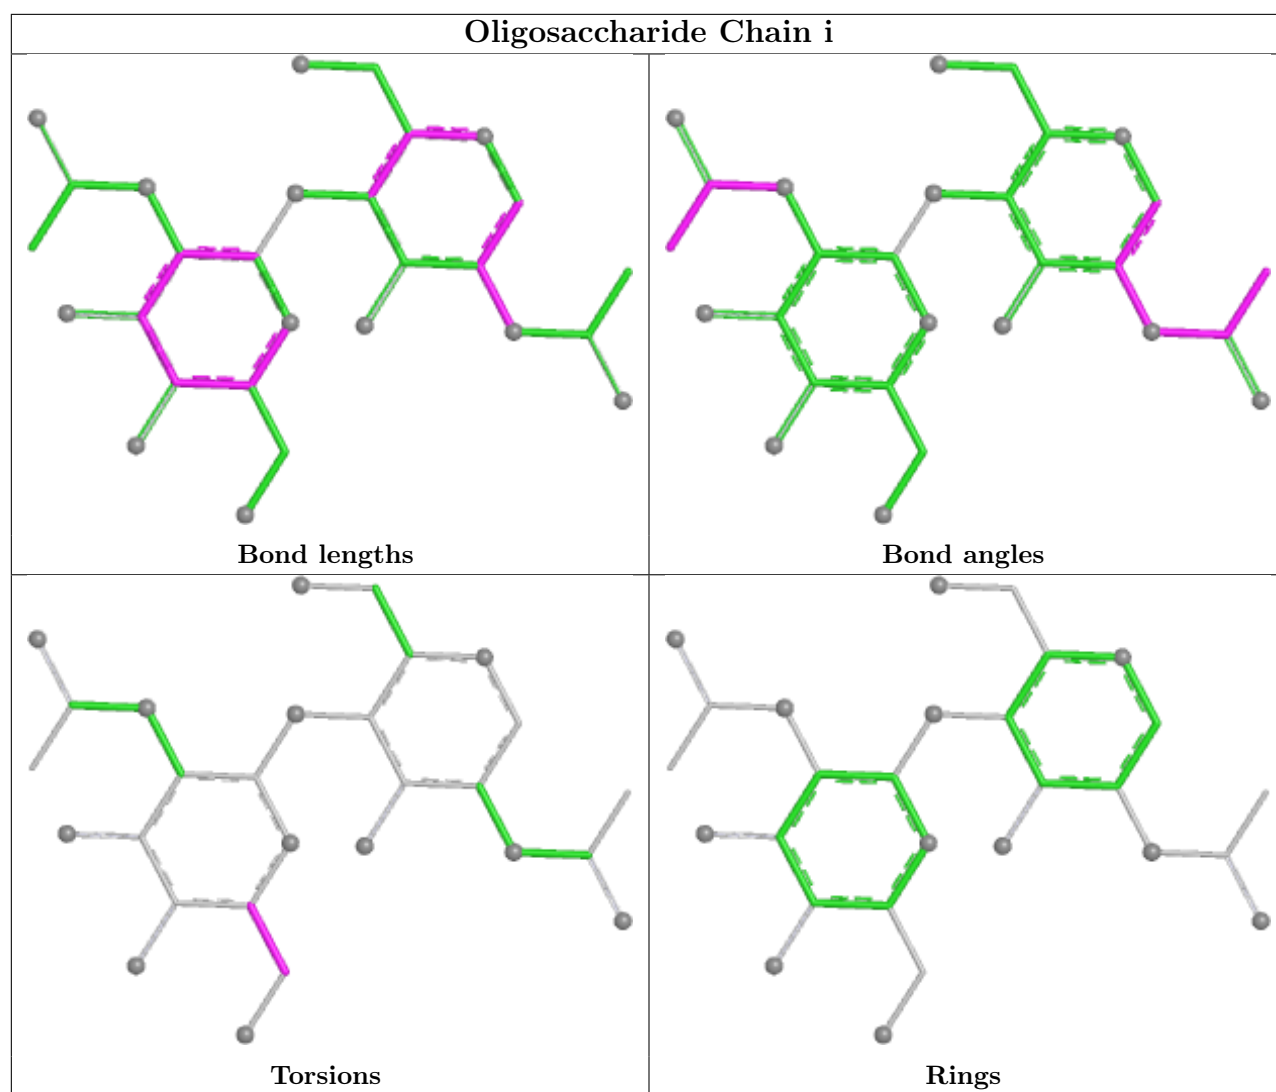 Oligosaccharide Chain i
Bond lengths
Bond angles
Torsions
Rings